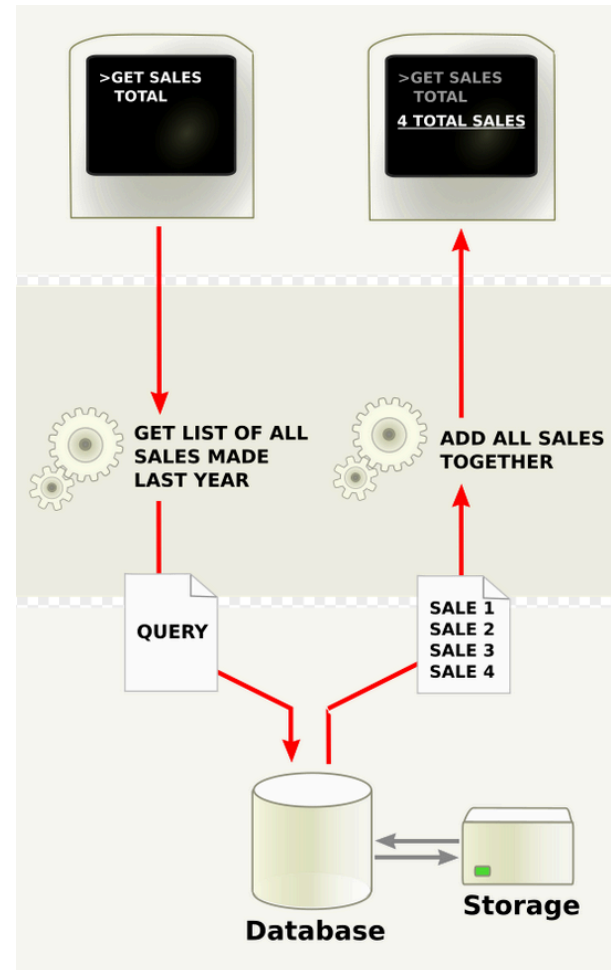 >GET SALES
TOTAL
>GET SALES
TOTAL
4 TOTAL SALES
GET LIST OF ALL
SALES MADE
LAST YEAR
ADD ALL SALES
TOGETHER
QUERY
SALE 1
SALE 2
SALE 3
SALE 4
Database
Storage